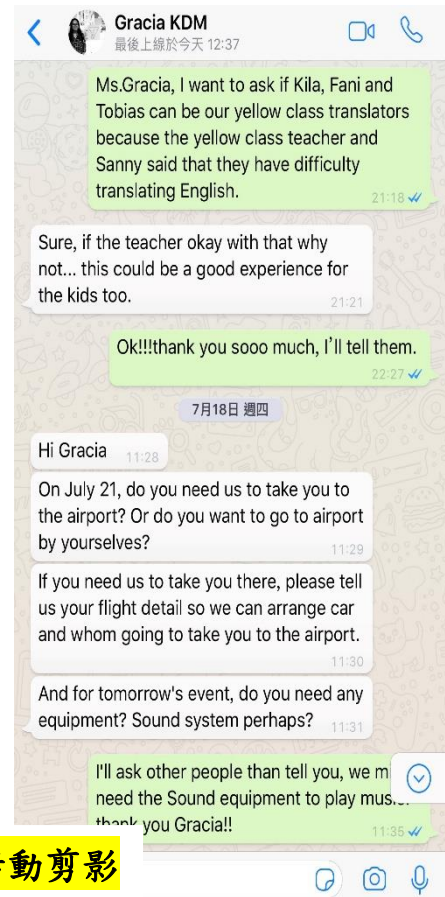 Gracia KDM
最後上線於今天 12:37
Ms.Gracia, I want to ask if Kila, Fani and
Tobias can be our yellow class translators
because the yellow class teacher and
Sanny said that they have difficulty
translating English.
21:18
Sure, if the teacher okay with that why
not... this could be a good experience for
the kids too.
21:21
Ok!!!thank you sooo much, I'll tell them.
22:27
7月18日 週四
Hi Gracia
11:28
On July 21, do you need us to take you to
the airport? Or do you want to go to airport
by yourselves?
11:29
If you need us to take you there, please tell
us your flight detail so we can arrange car
and whom going to take you to the airport.
11:30
And for tomorrow's event, do you need any
equipment? Sound system perhaps?
11:31
I'll ask other people than tell you, we
need the Sound equipment to play
thank you Gracia!!
11:35
動剪影